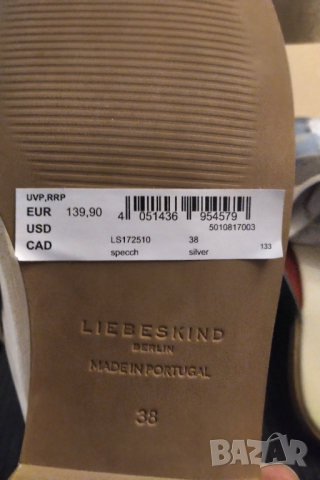 UVP,RRP
EUR 139,90
USD
CAD
4 051436 954579
5010817003
LS172510 38 133
specch silver
LIEBESKIND
BERLIN
MADE IN PORTUGAL
38
BAZAR